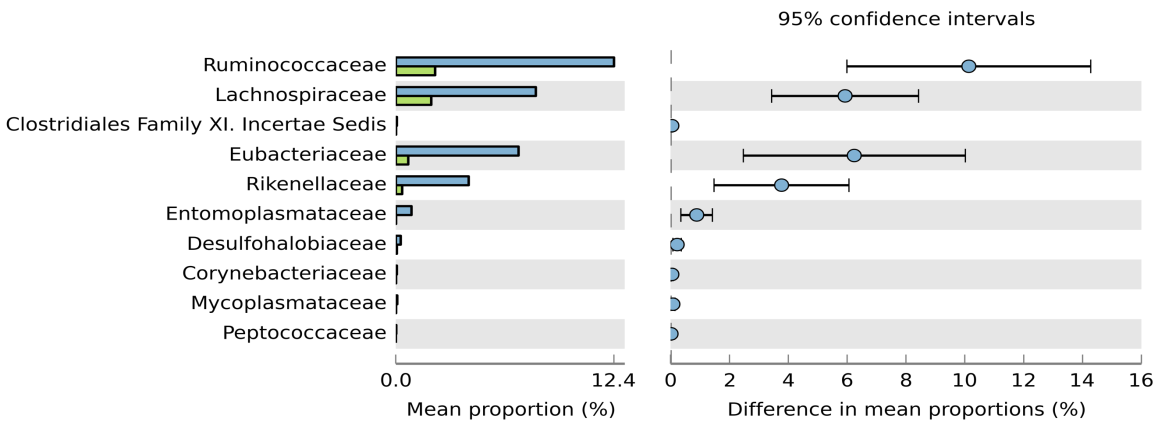 95% confidence intervals
Ruminococcaceae
Lachnospiraceae
Clostridiales Family XI. Incertae Sedis
Eubacteriaceae
Rikenellaceae
Entomoplasmataceae
Desulfohalobiaceae
Corynebacteriaceae
Mycoplasmataceae
Peptococcaceae
0.0 12.4 0 2 4 6 8 10 12 14 16
Mean proportion (%) Difference in mean proportions (%)